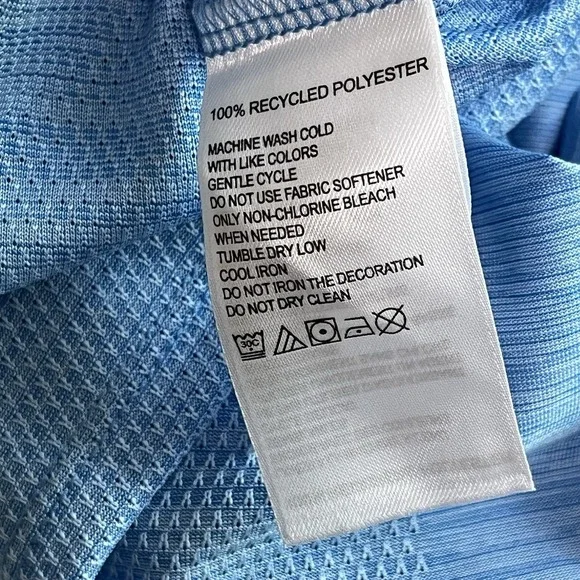 100% RECYCLED POLYESTER
MACHINE WASH COLD
WITH LIKE COLORS
GENTLE CYCLE
DO NOT USE FABRIC SOFTENER
ONLY NON-CHLORINE BLEACH
WHEN NEEDED
TUMBLE DRY LOW
COOL IRON
DO NOT IRON THE DECORATION
DO NOT DRY CLEAN
30C